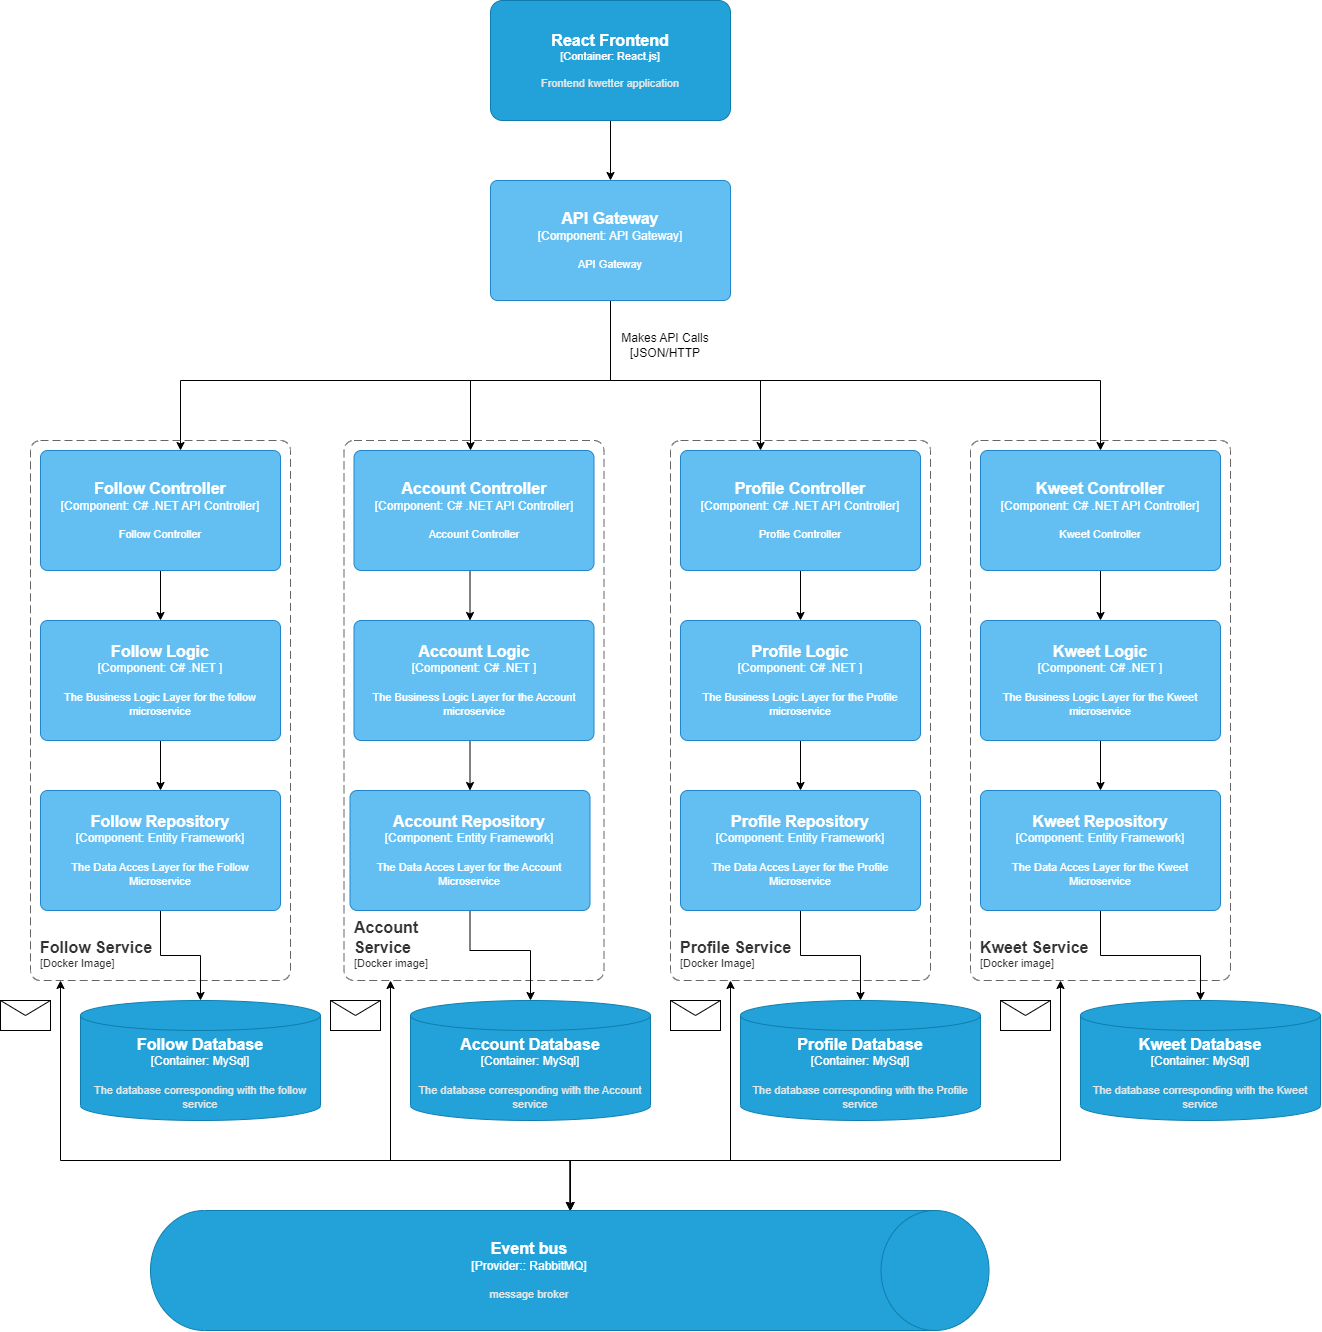 React Frontend
[Container: React.js]
Frontend kwetter application
API Gateway
[Component: API Gateway]
API Gateway
Makes API Calls
[JSON/HTTP
Follow Controller
[Component: C# .NET API Controller]
Follow Controller
Account Controller
[Component: C# .NET API Controller]
Account Controller
Profile Controller
[Component: C# .NET API Controller]
Profile Controller
Kweet Controller
[Component: C# .NET API Controller]
Kweet Controller
Follow Logic
[Component: C# .NET ]
The Business Logic Layer for the follow
microservice
Account Logic
[Component: C# .NET ]
The Business Logic Layer for the Account
microservice
Profile Logic
[Component: C# .NET ]
The Business Logic Layer for the Profile
microservice
Kweet Logic
[Component: C# .NET ]
The Business Logic Layer for the Kweet
microservice
Follow Repository
[Component: Entity Framework]
The Data Acces Layer for the Follow
Microservice
Account Repository
[Component: Entity Framework]
The Data Acces Layer for the Account
Microservice
Profile Repository
[Component: Entity Framework]
The Data Acces Layer for the Profile
Microservice
Kweet Repository
[Component: Entity Framework]
The Data Acces Layer for the Kweet
Microservice
Follow Service
[Docker Image]
Account
Service
[Docker image]
Profile Service
[Docker Image]
Kweet Service
[Docker image]
Follow Database
[Container: MySql]
The database corresponding with the follow
service
Account Database
[Container: MySql]
The database corresponding with the Account
service
Profile Database
[Container: MySql]
The database corresponding with the Profile
service
Kweet Database
[Container: MySql]
The database corresponding with the Kweet
service
Event bus
[Provider:: RabbitMQ]
message broker